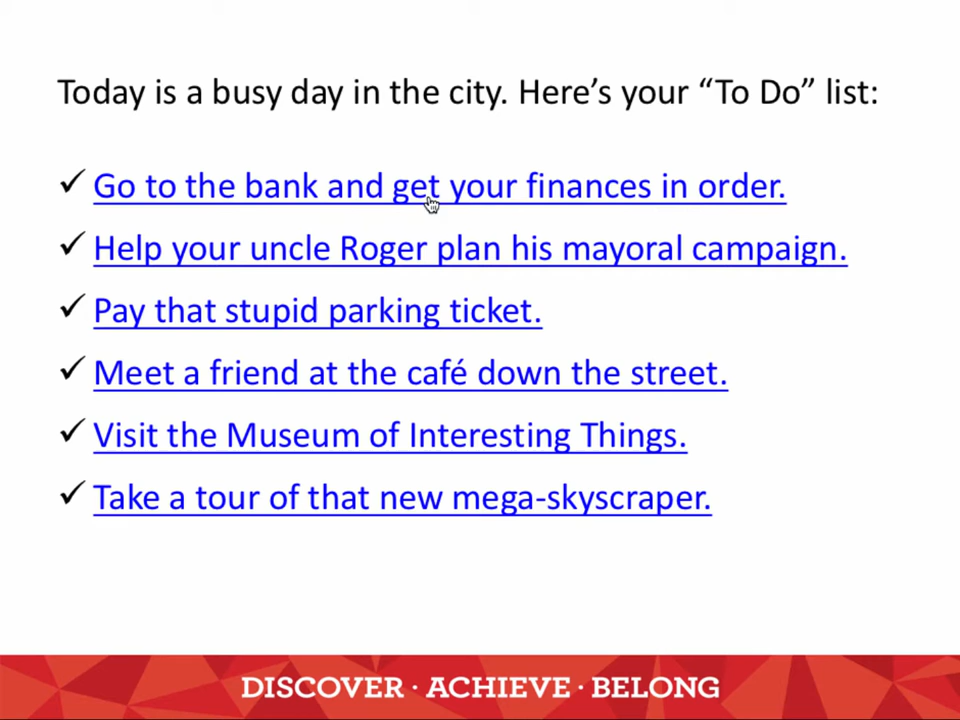 Today is a busy day in the city. Here’s your “To Do” list:
✓ Go to the bank and get your finances in order.
✓ Help your uncle Roger plan his mayoral campaign.
✓ Pay that stupid parking ticket.
✓ Meet a friend at the café down the street.
✓ Visit the Museum of Interesting Things.
✓ Take a tour of that new mega-skyscraper.
DISCOVER · ACHIEVE · BELONG